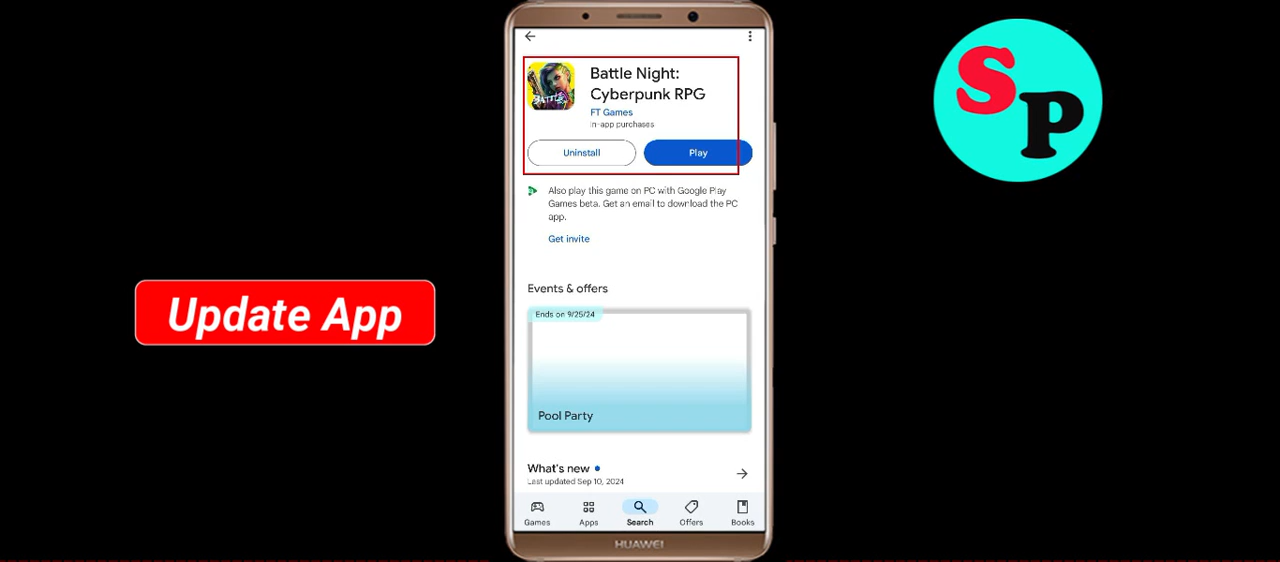 Battle Night:
Cyberpunk RPG
FT Games
In-app purchases
Uninstall
Play
Also play this game on PC with Google Play
Games beta. Get an email to download the PC
app.
Get invite
Events & offers
Ends on 9/25/24
Pool Party
What's new
Last updated Sep 10, 2024
Games
Apps
Search
Offers
Books
HUAWEI
Update App
SP
BATTLE